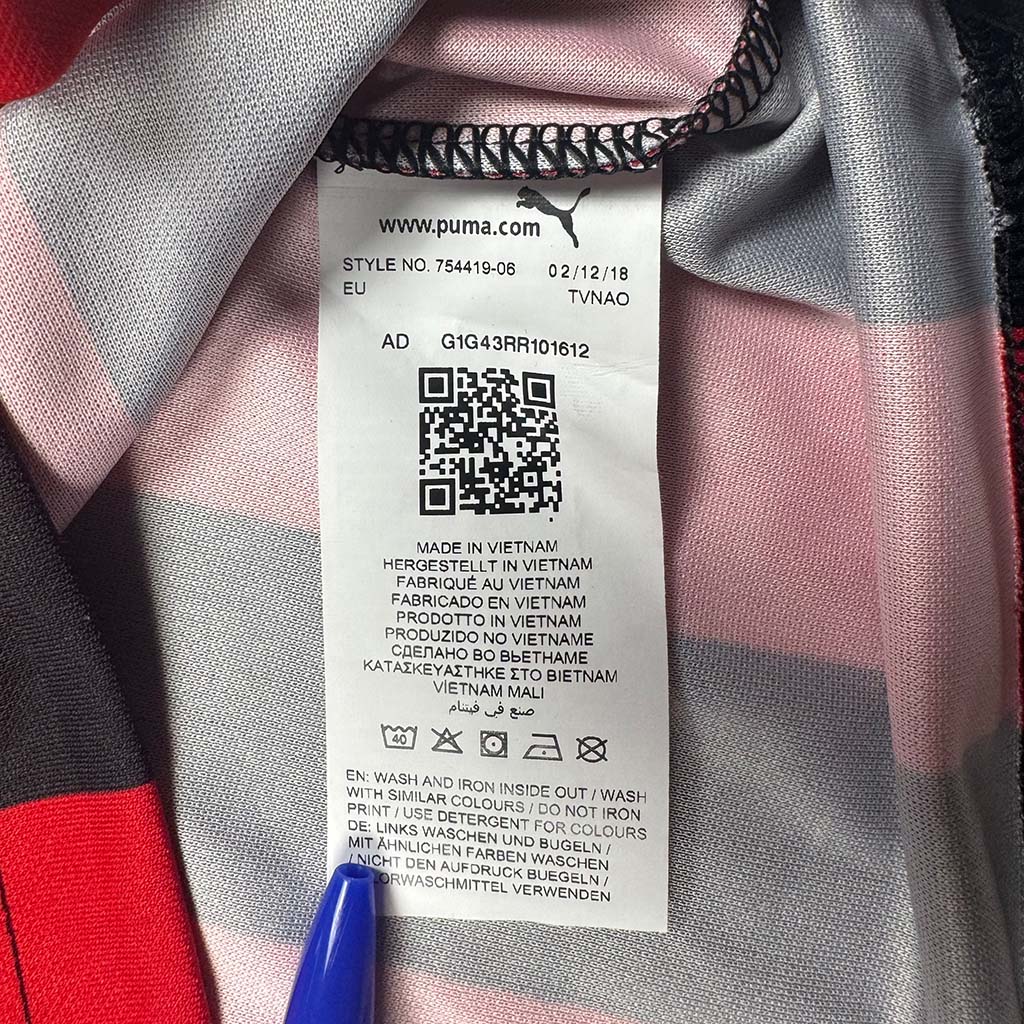 www.puma.com
STYLE NO. 754419-06 02/12/18
EU TVNAO
AD G1G43RR101612
MADE IN VIETNAM
HERGESTELLT IN VIETNAM
FABRIQUÉ AU VIETNAM
FABRICADO EN VIETNAM
PRODOTTO IN VIETNAM
PRODUZIDO NO VIETNAME
СДЕЛАНО ВО ВЬЕТНАМЕ
ΚΑΤΑΣΚΕΥΑΣΤΗΚΕ ΣΤΟ ΒΙΕΤΝΑΜ
VİETNAM MALI
صنع في فيتنام
40
EN: WASH AND IRON INSIDE OUT / WASH
WITH SIMILAR COLOURS / DO NOT IRON
PRINT / USE DETERGENT FOR COLOURS
DE: LINKS WASCHEN UND BUGELN /
MIT ÄHNLICHEN FARBEN WASCHEN
/ NICHT DEN AUFDRUCK BUEGELN /
VERWENDEN